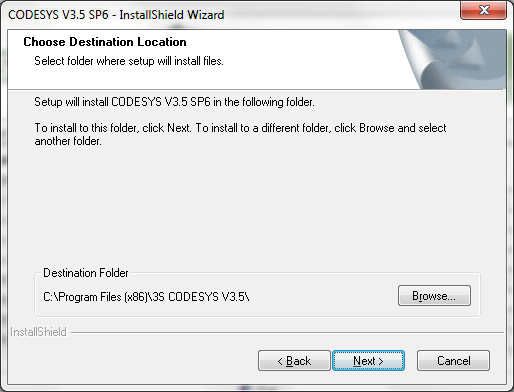 CODESYS V3.5 SP6 - InstallShield Wizard
Choose Destination Location
Select folder where setup will install files.
Setup will install CODESYS V3.5 SP6 in the following folder.
To install to this folder, click Next. To install to a different folder, click Browse and select
another folder.
Destination Folder
C:\Program Files (x86)\3S CODESYS V3.5\
Browse...
InstallShield
< Back
Next >
Cancel